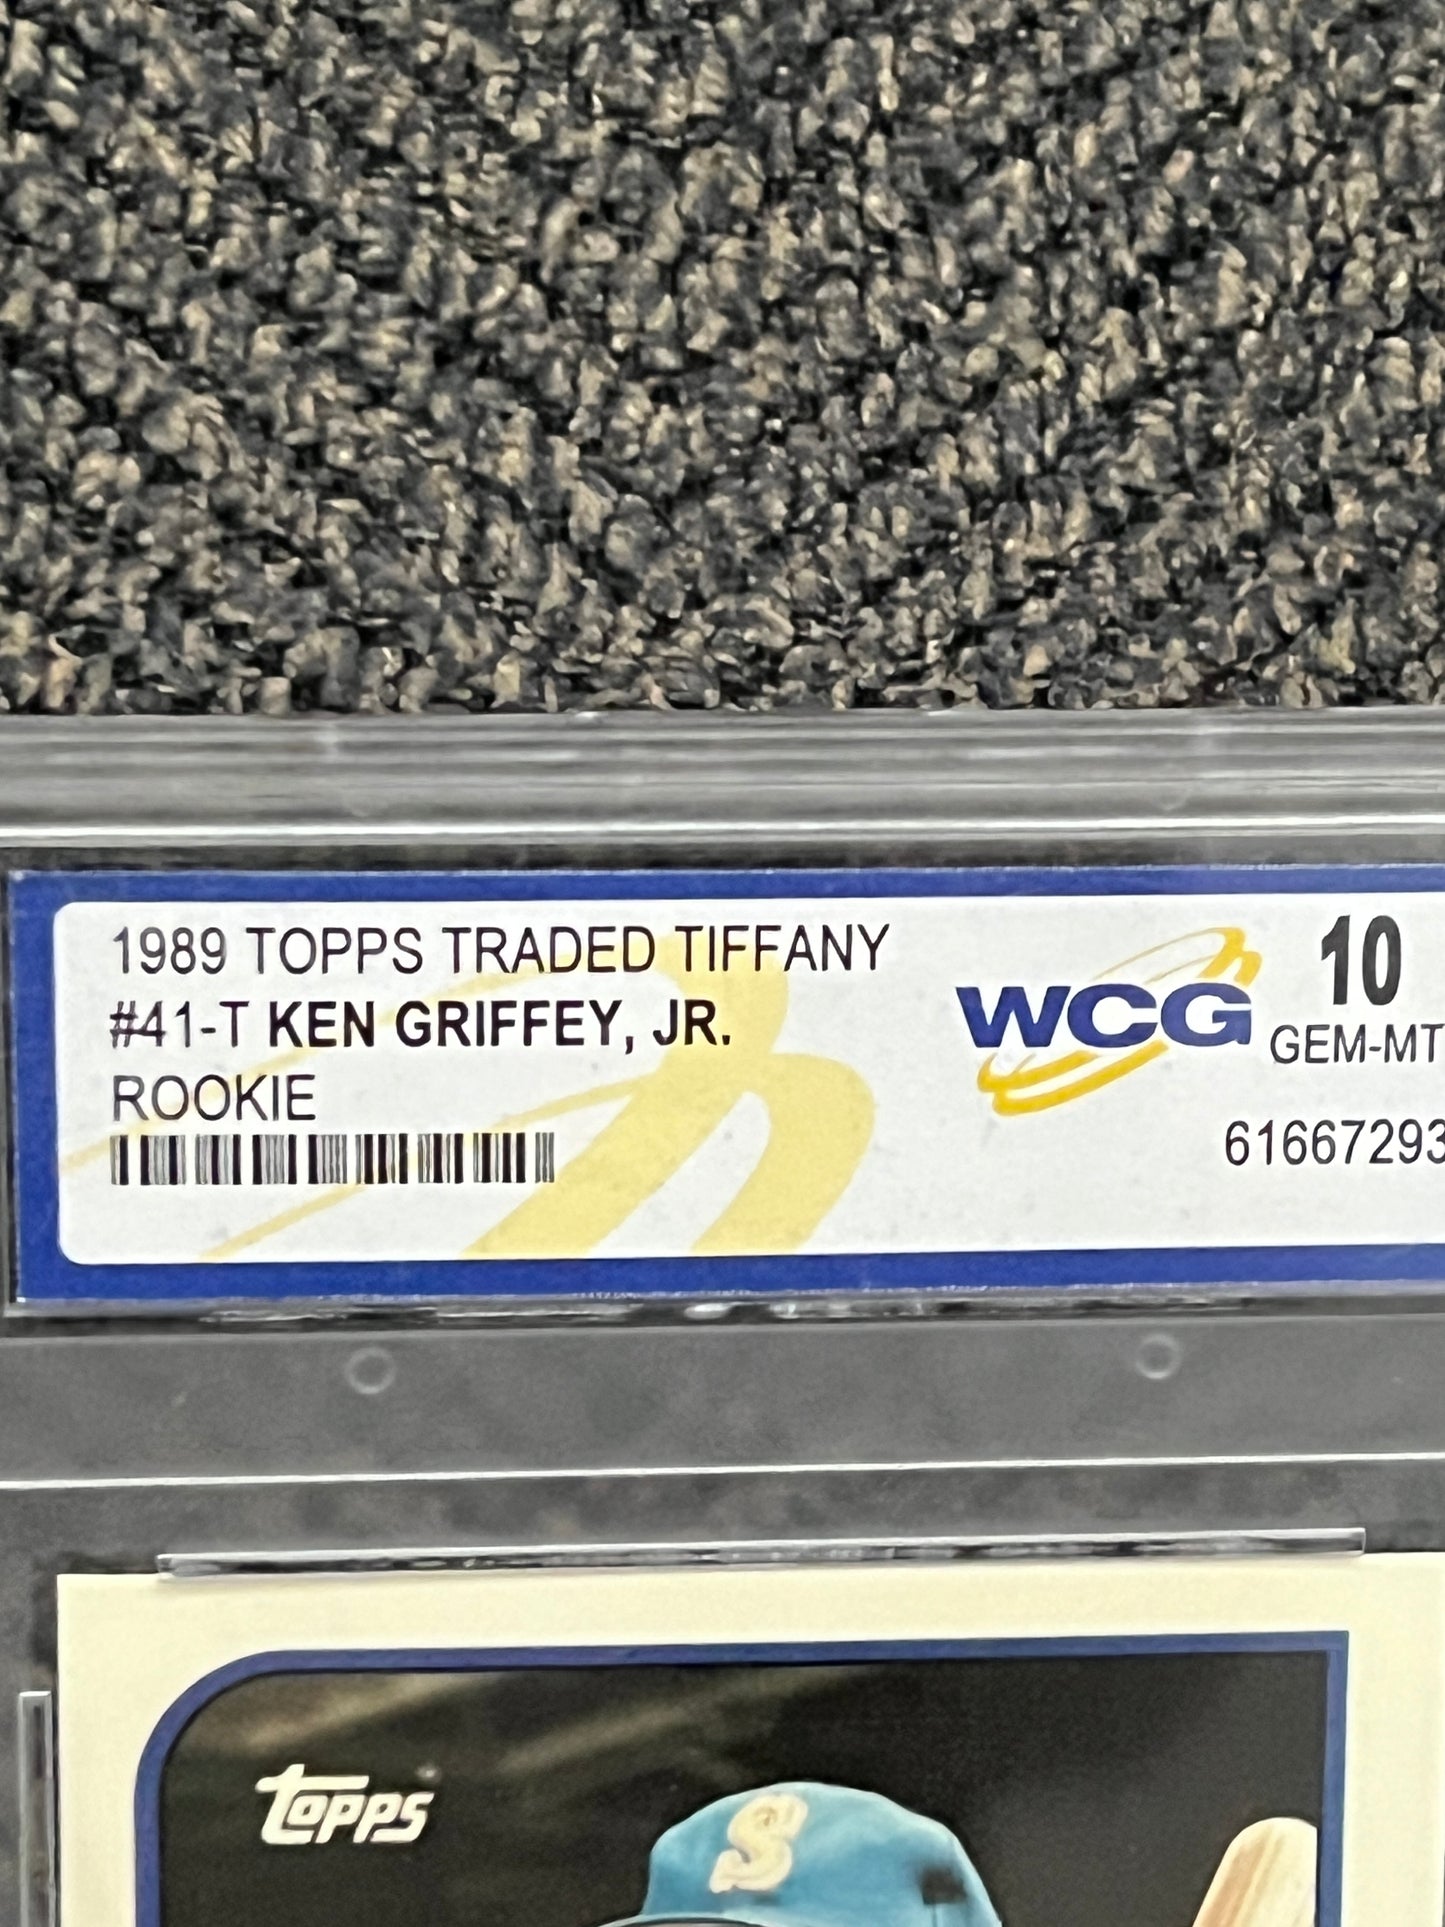 1989 TOPPS TRADED TIFFANY
#41-T KEN GRIFFEY, JR.
ROOKIE
WCG
10
GEM-MT
61667293
Topps
S